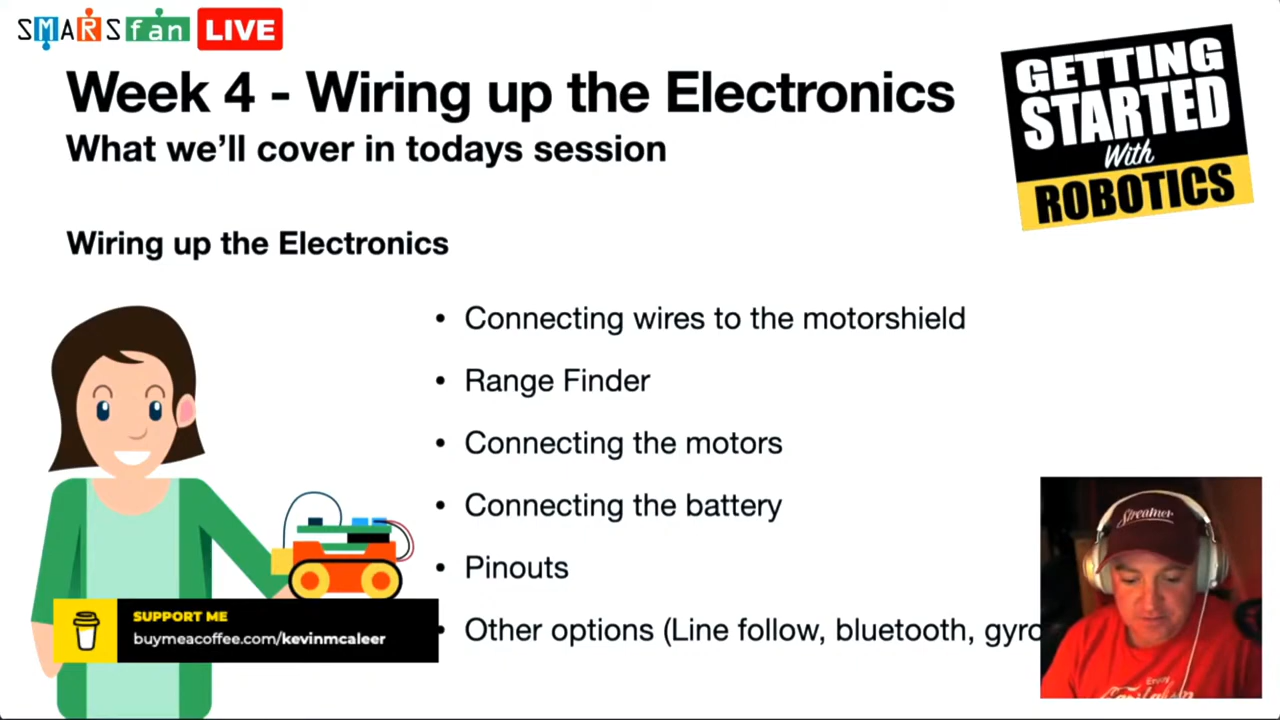 SMARSfan LIVE
Week 4 - Wiring up the Electronics
What we'll cover in todays session
GETTING
STARTED
With
ROBOTICS
Wiring up the Electronics
• Connecting wires to the motorshield
• Range Finder
• Connecting the motors
• Connecting the battery
• Pinouts
• Other options (Line follow, bluetooth, gyro
SUPPORT ME
buymeacoffee.com/kevinmcaleer
Streamer
Enjoy